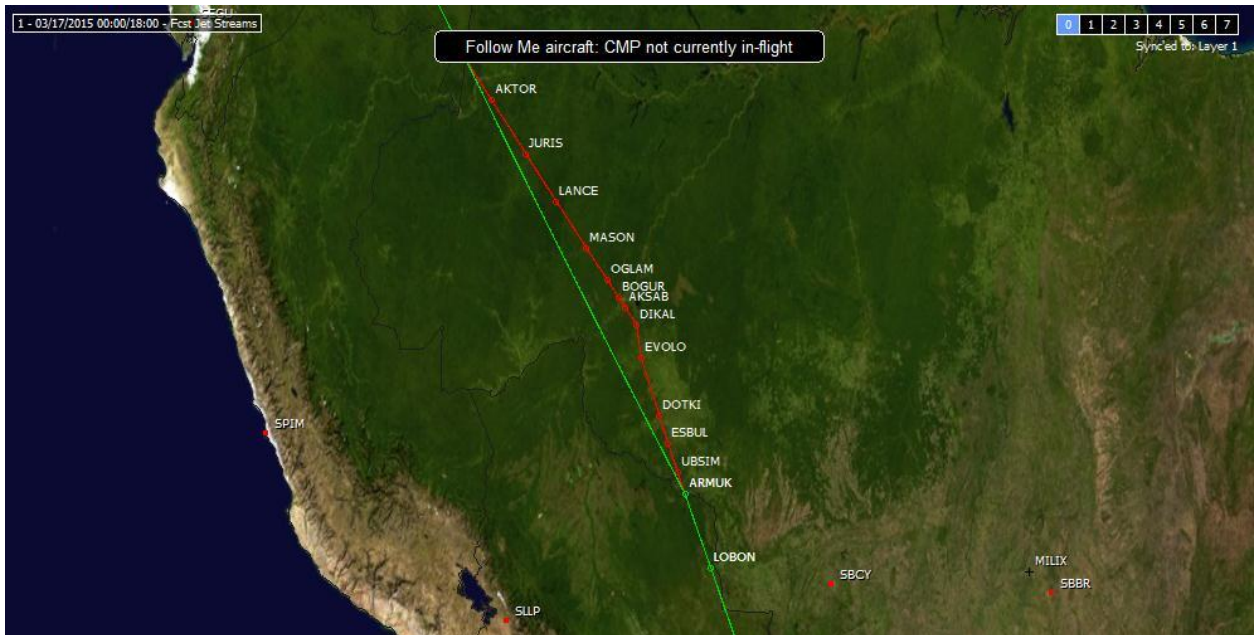 1 - 03/17/2015 00:00/18:00 - Fcst Jet Streams
0 1 2 3 4 5 6 7
Follow Me aircraft: CMP not currently in-flight
Sync'ed to: Layer 1
AKTOR
JURIS
LANCE
MASON
OGLAM
BOGUR
AKSAB
DIKAL
EVOLO
DOTKI
SPIM
ESBUL
UBSIM
ARMUK
LOBON
MILIX
SBCY
SBBR
SLLP